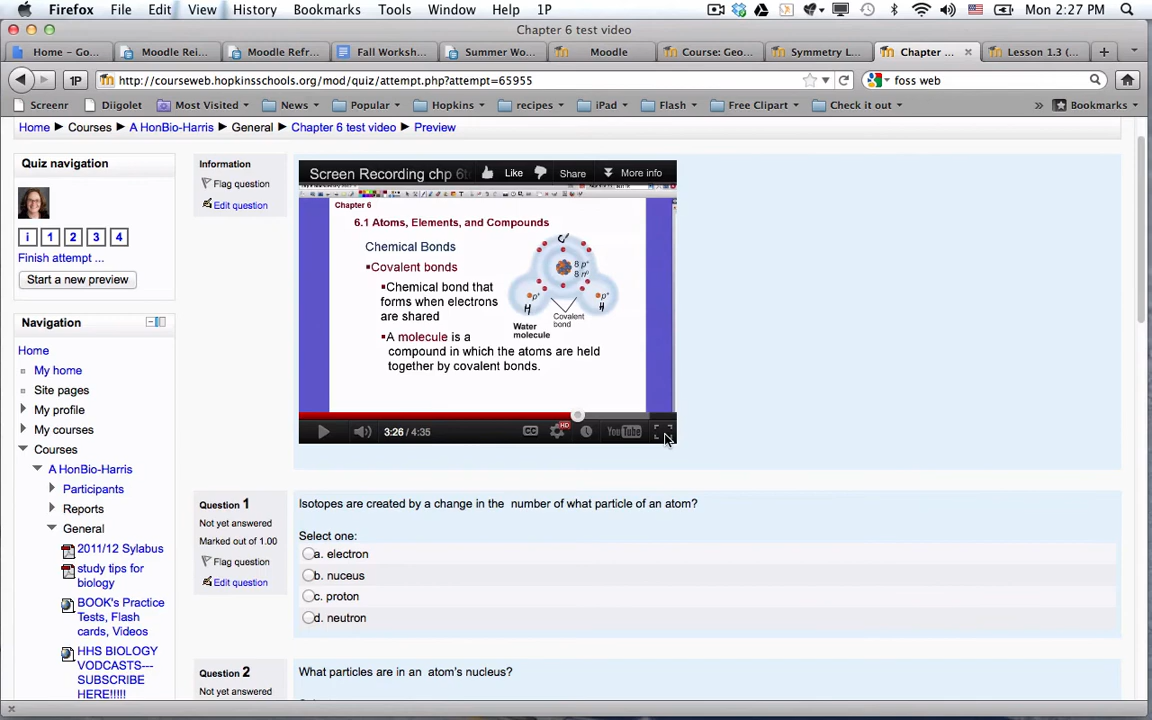 Firefox File Edit View History Bookmarks Tools Window Help 1P Mon 2:27 PM
Chapter 6 test video
Home – Go... Moodle Rei... Moodle Refr... Fall Worksh... Summer Wo... Moodle Course: Geo... Symmetry L... Chapter ... Lesson 1.3 (...
1P http://courseweb.hopkinsschools.org/mod/quiz/attempt.php?attempt=65955 foss web
Screenr Diigolet Most Visited News Popular Hopkins recipes iPad Flash Free Clipart Check it out » Bookmarks
Home ► Courses ► A HonBio-Harris ► General ► Chapter 6 test video ► Preview
Quiz navigation
i 1 2 3 4
Finish attempt ...
Start a new preview
Navigation
Home
My home
Site pages
My profile
My courses
Courses
A HonBio-Harris
Participants
Reports
General
2011/12 Sylabus
study tips for
biology
BOOK's Practice
Tests, Flash
cards, Videos
HHS BIOLOGY
VODCASTS---
SUBSCRIBE
HERE!!!!!
Information
Flag question
Edit question
Screen Recording chp 6t Like Share More info
Chapter 6
6.1 Atoms, Elements, and Compounds
Chemical Bonds
▪Covalent bonds
▪Chemical bond that
forms when electrons
are shared
▪A molecule is a
compound in which the atoms are held
together by covalent bonds.
8 p⁺
8 n⁰
p⁺ p⁺
H H
Covalent
bond
Water
molecule
3:26 / 4:35 CC HD YouTube
Question 1
Not yet answered
Marked out of 1.00
Flag question
Edit question
Isotopes are created by a change in the number of what particle of an atom?
Select one:
a. electron
b. nuceus
c. proton
d. neutron
Question 2
Not yet answered
What particles are in an atom's nucleus?